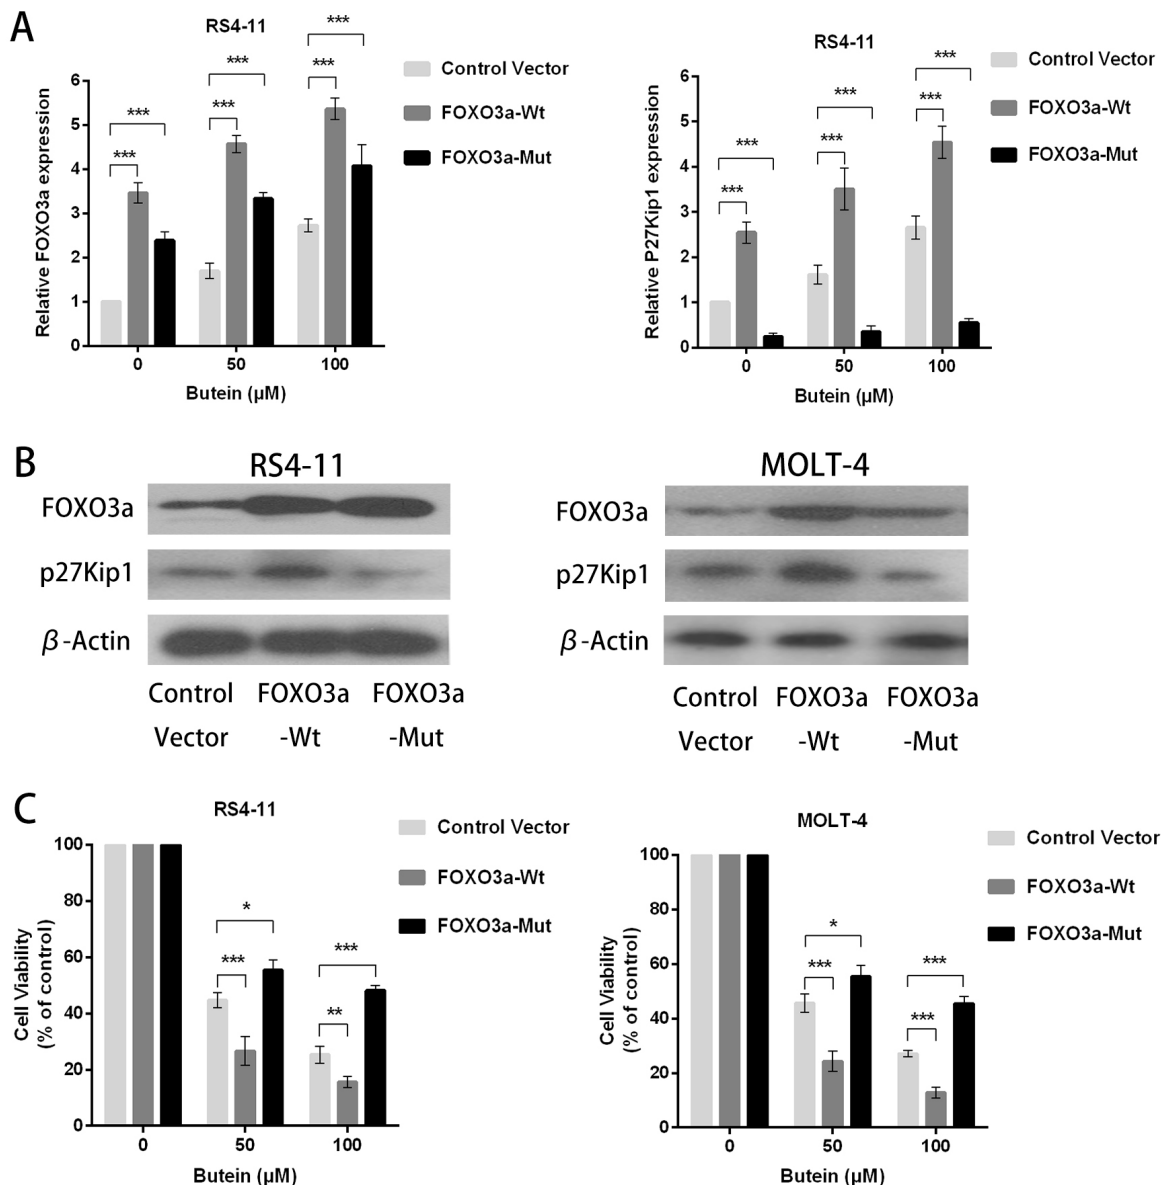 A
RS4-11
***
***
***
***
***
***
Control Vector
FOXO3a-Wt
FOXO3a-Mut
Relative FOXO3a expression
6
5
4
3
2
1
0
0
50
100
Butein (µM)
RS4-11
***
***
***
***
***
***
Control Vector
FOXO3a-Wt
FOXO3a-Mut
Relative P27Kip1 expression
6
5
4
3
2
1
0
0
50
100
Butein (µM)
B
RS4-11
FOXO3a
p27Kip1
β-Actin
Control
Vector
FOXO3a
-Wt
FOXO3a
-Mut
MOLT-4
FOXO3a
p27Kip1
β-Actin
Control
Vector
FOXO3a
-Wt
FOXO3a
-Mut
C
RS4-11
Control Vector
FOXO3a-Wt
FOXO3a-Mut
*
***
***
**
Cell Viability
(% of control)
100
80
60
40
20
0
0
50
100
Butein (µM)
MOLT-4
Control Vector
FOXO3a-Wt
FOXO3a-Mut
*
***
***
***
Cell Viability
(% of control)
100
80
60
40
20
0
0
50
100
Butein (µM)